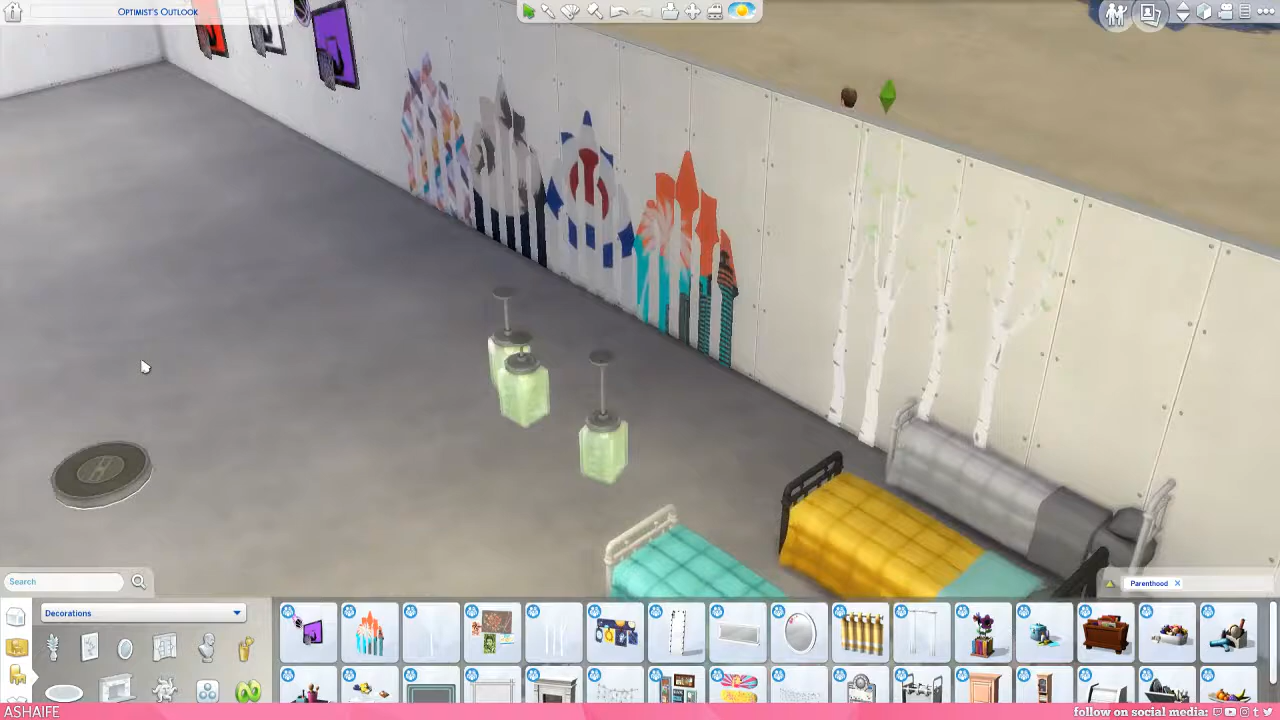 OPTIMIST'S OUTLOOK
Search
Parenthood
Decorations
ASHAIFE
follow on social media: